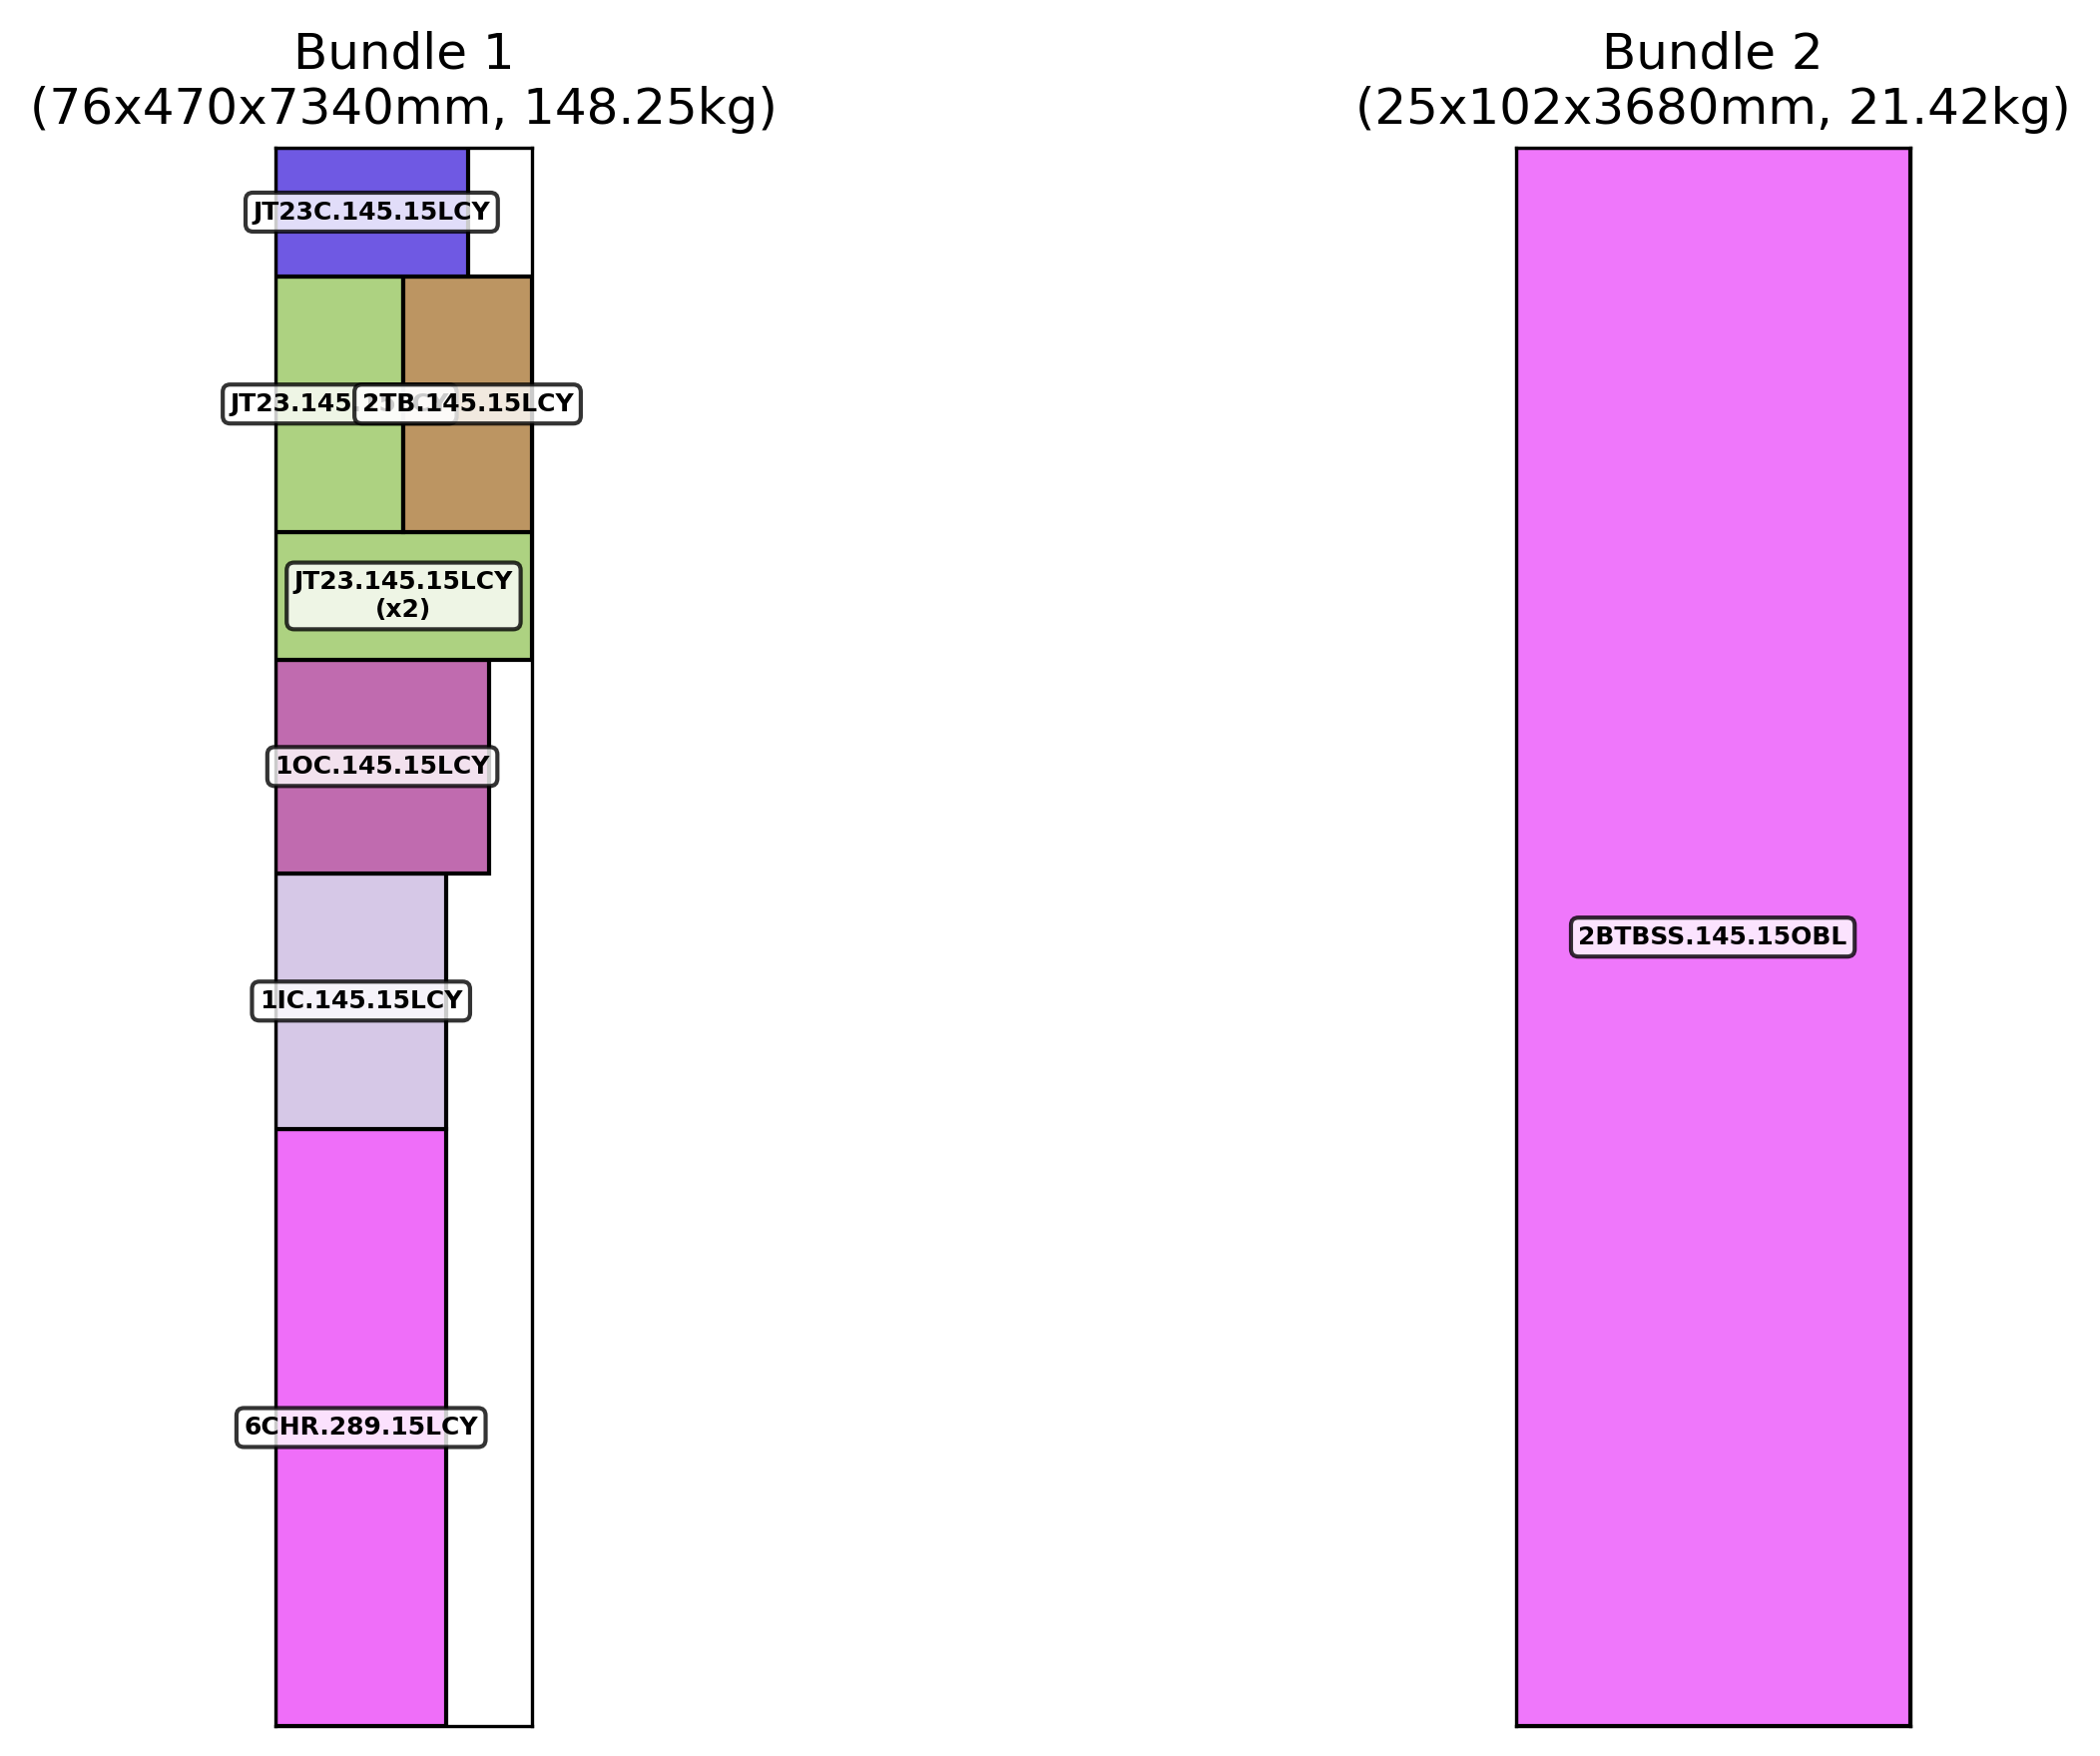 Bundle 1
(76x470x7340mm, 148.25kg)
JT23C.145.15LCY
JT23.145.
2TB.145.15LCY
JT23.145.15LCY
(x2)
1OC.145.15LCY
1IC.145.15LCY
6CHR.289.15LCY
Bundle 2
(25x102x3680mm, 21.42kg)
2BTBSS.145.15OBL